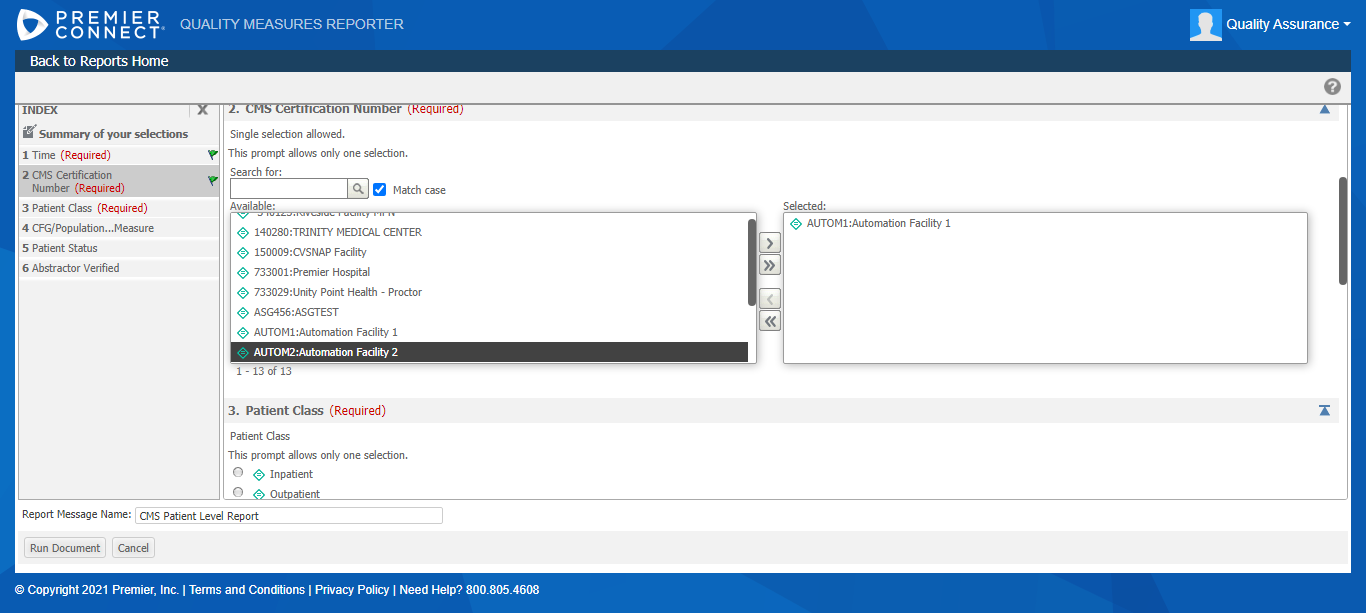 PREMIER CONNECT
QUALITY MEASURES REPORTER
Quality Assurance
Back to Reports Home
INDEX
X
Summary of your selections
1 Time (Required)
2 CMS Certification
Number (Required)
3 Patient Class (Required)
4 CFG/Population...Measure
5 Patient Status
6 Abstractor Verified
2. CMS Certification Number (Required)
Single selection allowed.
This prompt allows only one selection.
Search for:
Match case
Available:
140280:TRINITY MEDICAL CENTER
150009:CVSNAP Facility
733001:Premier Hospital
733029:Unity Point Health - Proctor
ASG456:ASGTEST
AUTOM1:Automation Facility 1
AUTOM2:Automation Facility 2
1 - 13 of 13
Selected:
AUTOM1:Automation Facility 1
3. Patient Class (Required)
Patient Class
This prompt allows only one selection.
Inpatient
Outpatient
Report Message Name: CMS Patient Level Report
Run Document Cancel
© Copyright 2021 Premier, Inc. | Terms and Conditions | Privacy Policy | Need Help? 800.805.4608